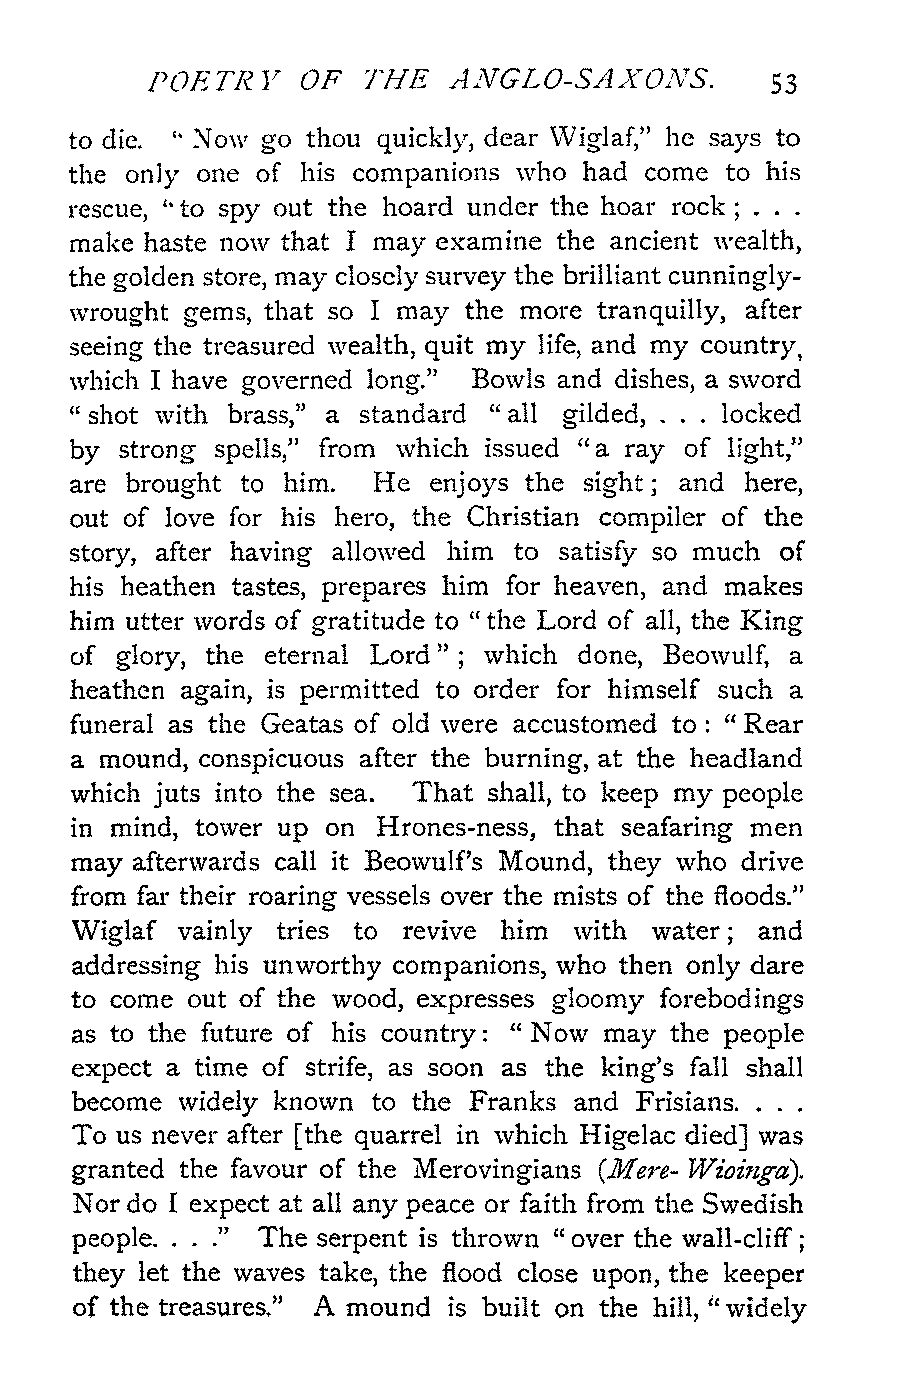 POETRY OF THE ANGLO-SAXONS. 53
to die. “ Now go thou quickly, dear Wiglaf,” he says to
the only one of his companions who had come to his
rescue, “ to spy out the hoard under the hoar rock ; . . .
make haste now that I may examine the ancient wealth,
the golden store, may closely survey the brilliant cunningly-
wrought gems, that so I may the more tranquilly, after
seeing the treasured wealth, quit my life, and my country,
which I have governed long.” Bowls and dishes, a sword
“ shot with brass,” a standard “ all gilded, . . . locked
by strong spells,” from which issued “ a ray of light,”
are brought to him. He enjoys the sight ; and here,
out of love for his hero, the Christian compiler of the
story, after having allowed him to satisfy so much of
his heathen tastes, prepares him for heaven, and makes
him utter words of gratitude to “ the Lord of all, the King
of glory, the eternal Lord ” ; which done, Beowulf, a
heathen again, is permitted to order for himself such a
funeral as the Geatas of old were accustomed to : “ Rear
a mound, conspicuous after the burning, at the headland
which juts into the sea. That shall, to keep my people
in mind, tower up on Hrones-ness, that seafaring men
may afterwards call it Beowulf’s Mound, they who drive
from far their roaring vessels over the mists of the floods.”
Wiglaf vainly tries to revive him with water ; and
addressing his unworthy companions, who then only dare
to come out of the wood, expresses gloomy forebodings
as to the future of his country : “ Now may the people
expect a time of strife, as soon as the king’s fall shall
become widely known to the Franks and Frisians. . . .
To us never after [the quarrel in which Higelac died] was
granted the favour of the Merovingians (Mere- Wioinga).
Nor do I expect at all any peace or faith from the Swedish
people. . . .” The serpent is thrown “ over the wall-cliff ;
they let the waves take, the flood close upon, the keeper
of the treasures.” A mound is built on the hill, “ widely